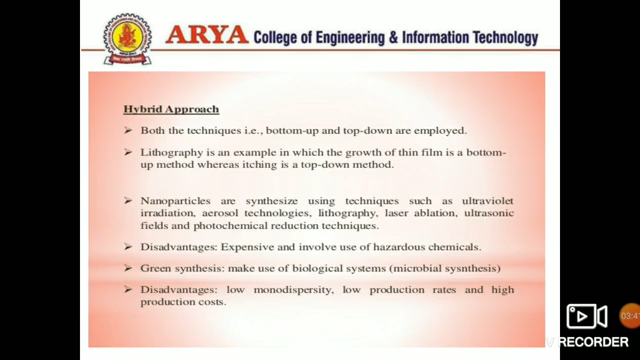 ARYA College of Engineering & Information Technology
Hybrid Approach
➢ Both the techniques i.e., bottom-up and top-down are employed.
➢ Lithography is an example in which the growth of thin film is a bottom-
up method whereas itching is a top-down method.
➢ Nanoparticles are synthesize using techniques such as ultraviolet
irradiation, aerosol technologies, lithography, laser ablation, ultrasonic
fields and photochemical reduction techniques.
➢ Disadvantages: Expensive and involve use of hazardous chemicals.
➢ Green synthesis: make use of biological systems (microbial sysnthesis)
➢ Disadvantages: low monodispersity, low production rates and high
production costs.
03:41
V RECORDER